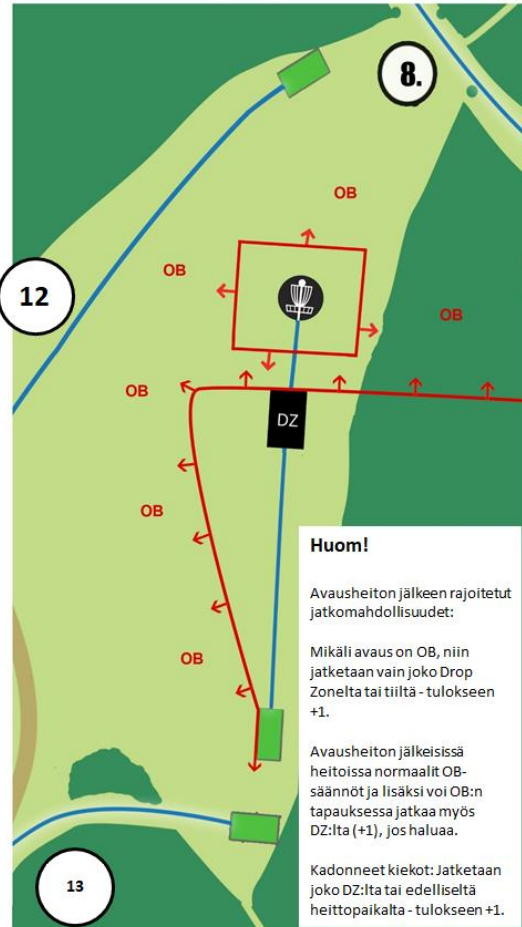 8.
OB
OB
12
OB
OB
DZ
OB
OB
Huom!
Avausheiton jälkeen rajoitetut
jatkomahdollisuudet:
Mikäli avaus on OB, niin
jatketaan vain joko Drop
Zonelta tai tiiltä - tulokseen
+1.
Avausheiton jälkeisissä
heitoissa normaalit OB-
säännöt ja lisäksi voi OB:n
tapauksessa jatkaa myös
DZ:lta (+1), jos haluaa.
Kadonneet kiekot: Jatketaan
joko DZ:lta tai edelliseltä
heittopaikalta - tulokseen +1.
13